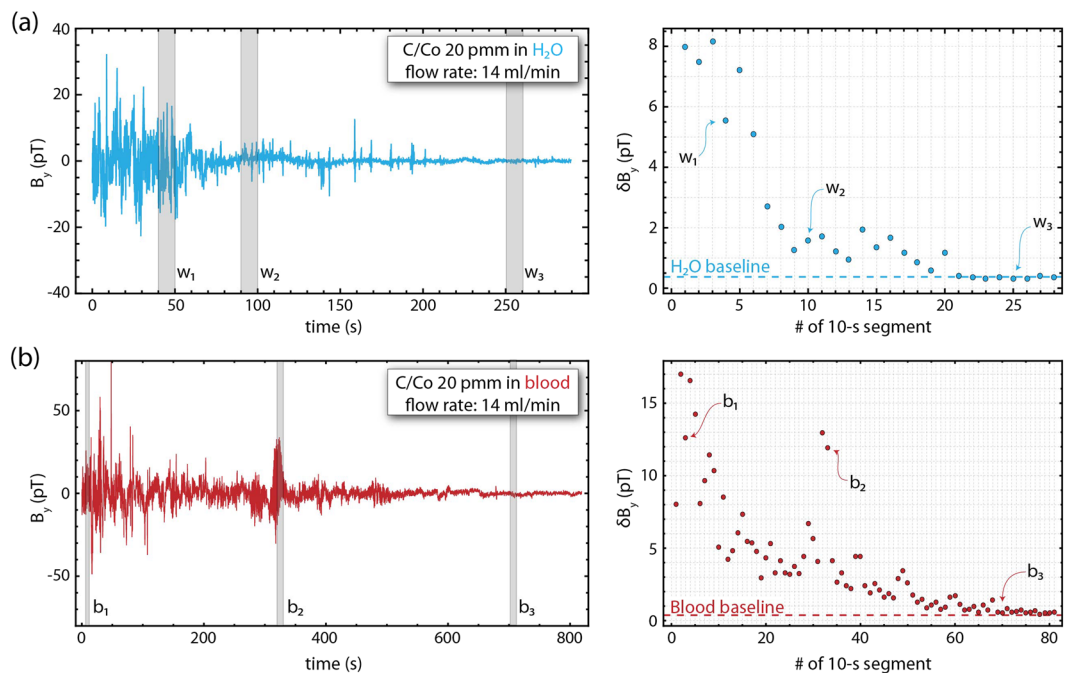 (a)
C/Co 20 pmm in H₂O
flow rate: 14 ml/min
40
20
0
-20
-40
B_y (pT)
w₁
w₂
w₃
0
50
100
150
200
250
time (s)
8
6
4
2
0
δB_y (pT)
w₁
w₂
w₃
H₂O baseline
0
5
10
15
20
25
# of 10-s segment
(b)
C/Co 20 pmm in blood
flow rate: 14 ml/min
50
0
-50
B_y (pT)
b₁
b₂
b₃
0
200
400
600
800
time (s)
15
10
5
0
δB_y (pT)
b₁
b₂
b₃
Blood baseline
0
20
40
60
80
# of 10-s segment